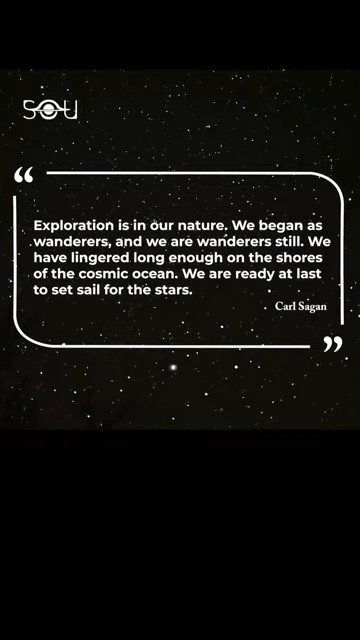 SOU
“
Exploration is in our nature. We began as
wanderers, and we are wanderers still. We
have lingered long enough on the shores
of the cosmic ocean. We are ready at last
to set sail for the stars.
Carl Sagan
”